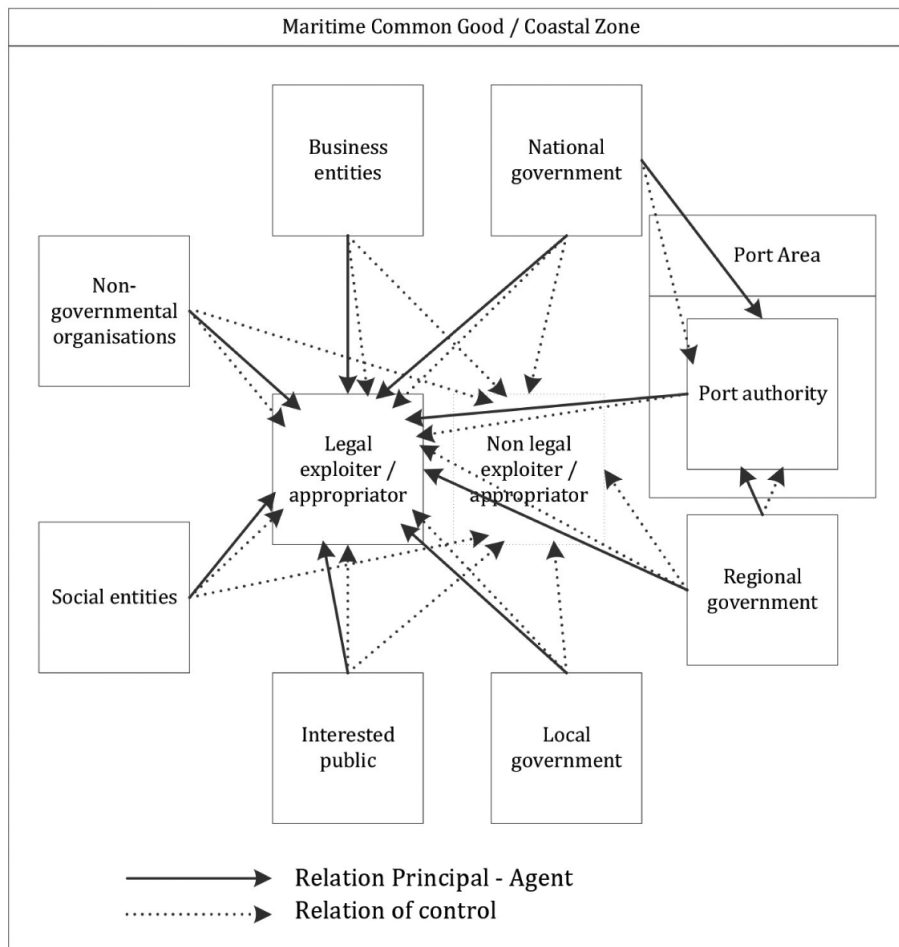 Maritime Common Good / Coastal Zone
Business
entities
National
government
Port Area
Non-
governmental
organisations
Port authority
Legal
exploiter /
appropriator
Non legal
exploiter /
appropriator
Social entities
Regional
government
Interested
public
Local
government
Relation Principal - Agent
Relation of control